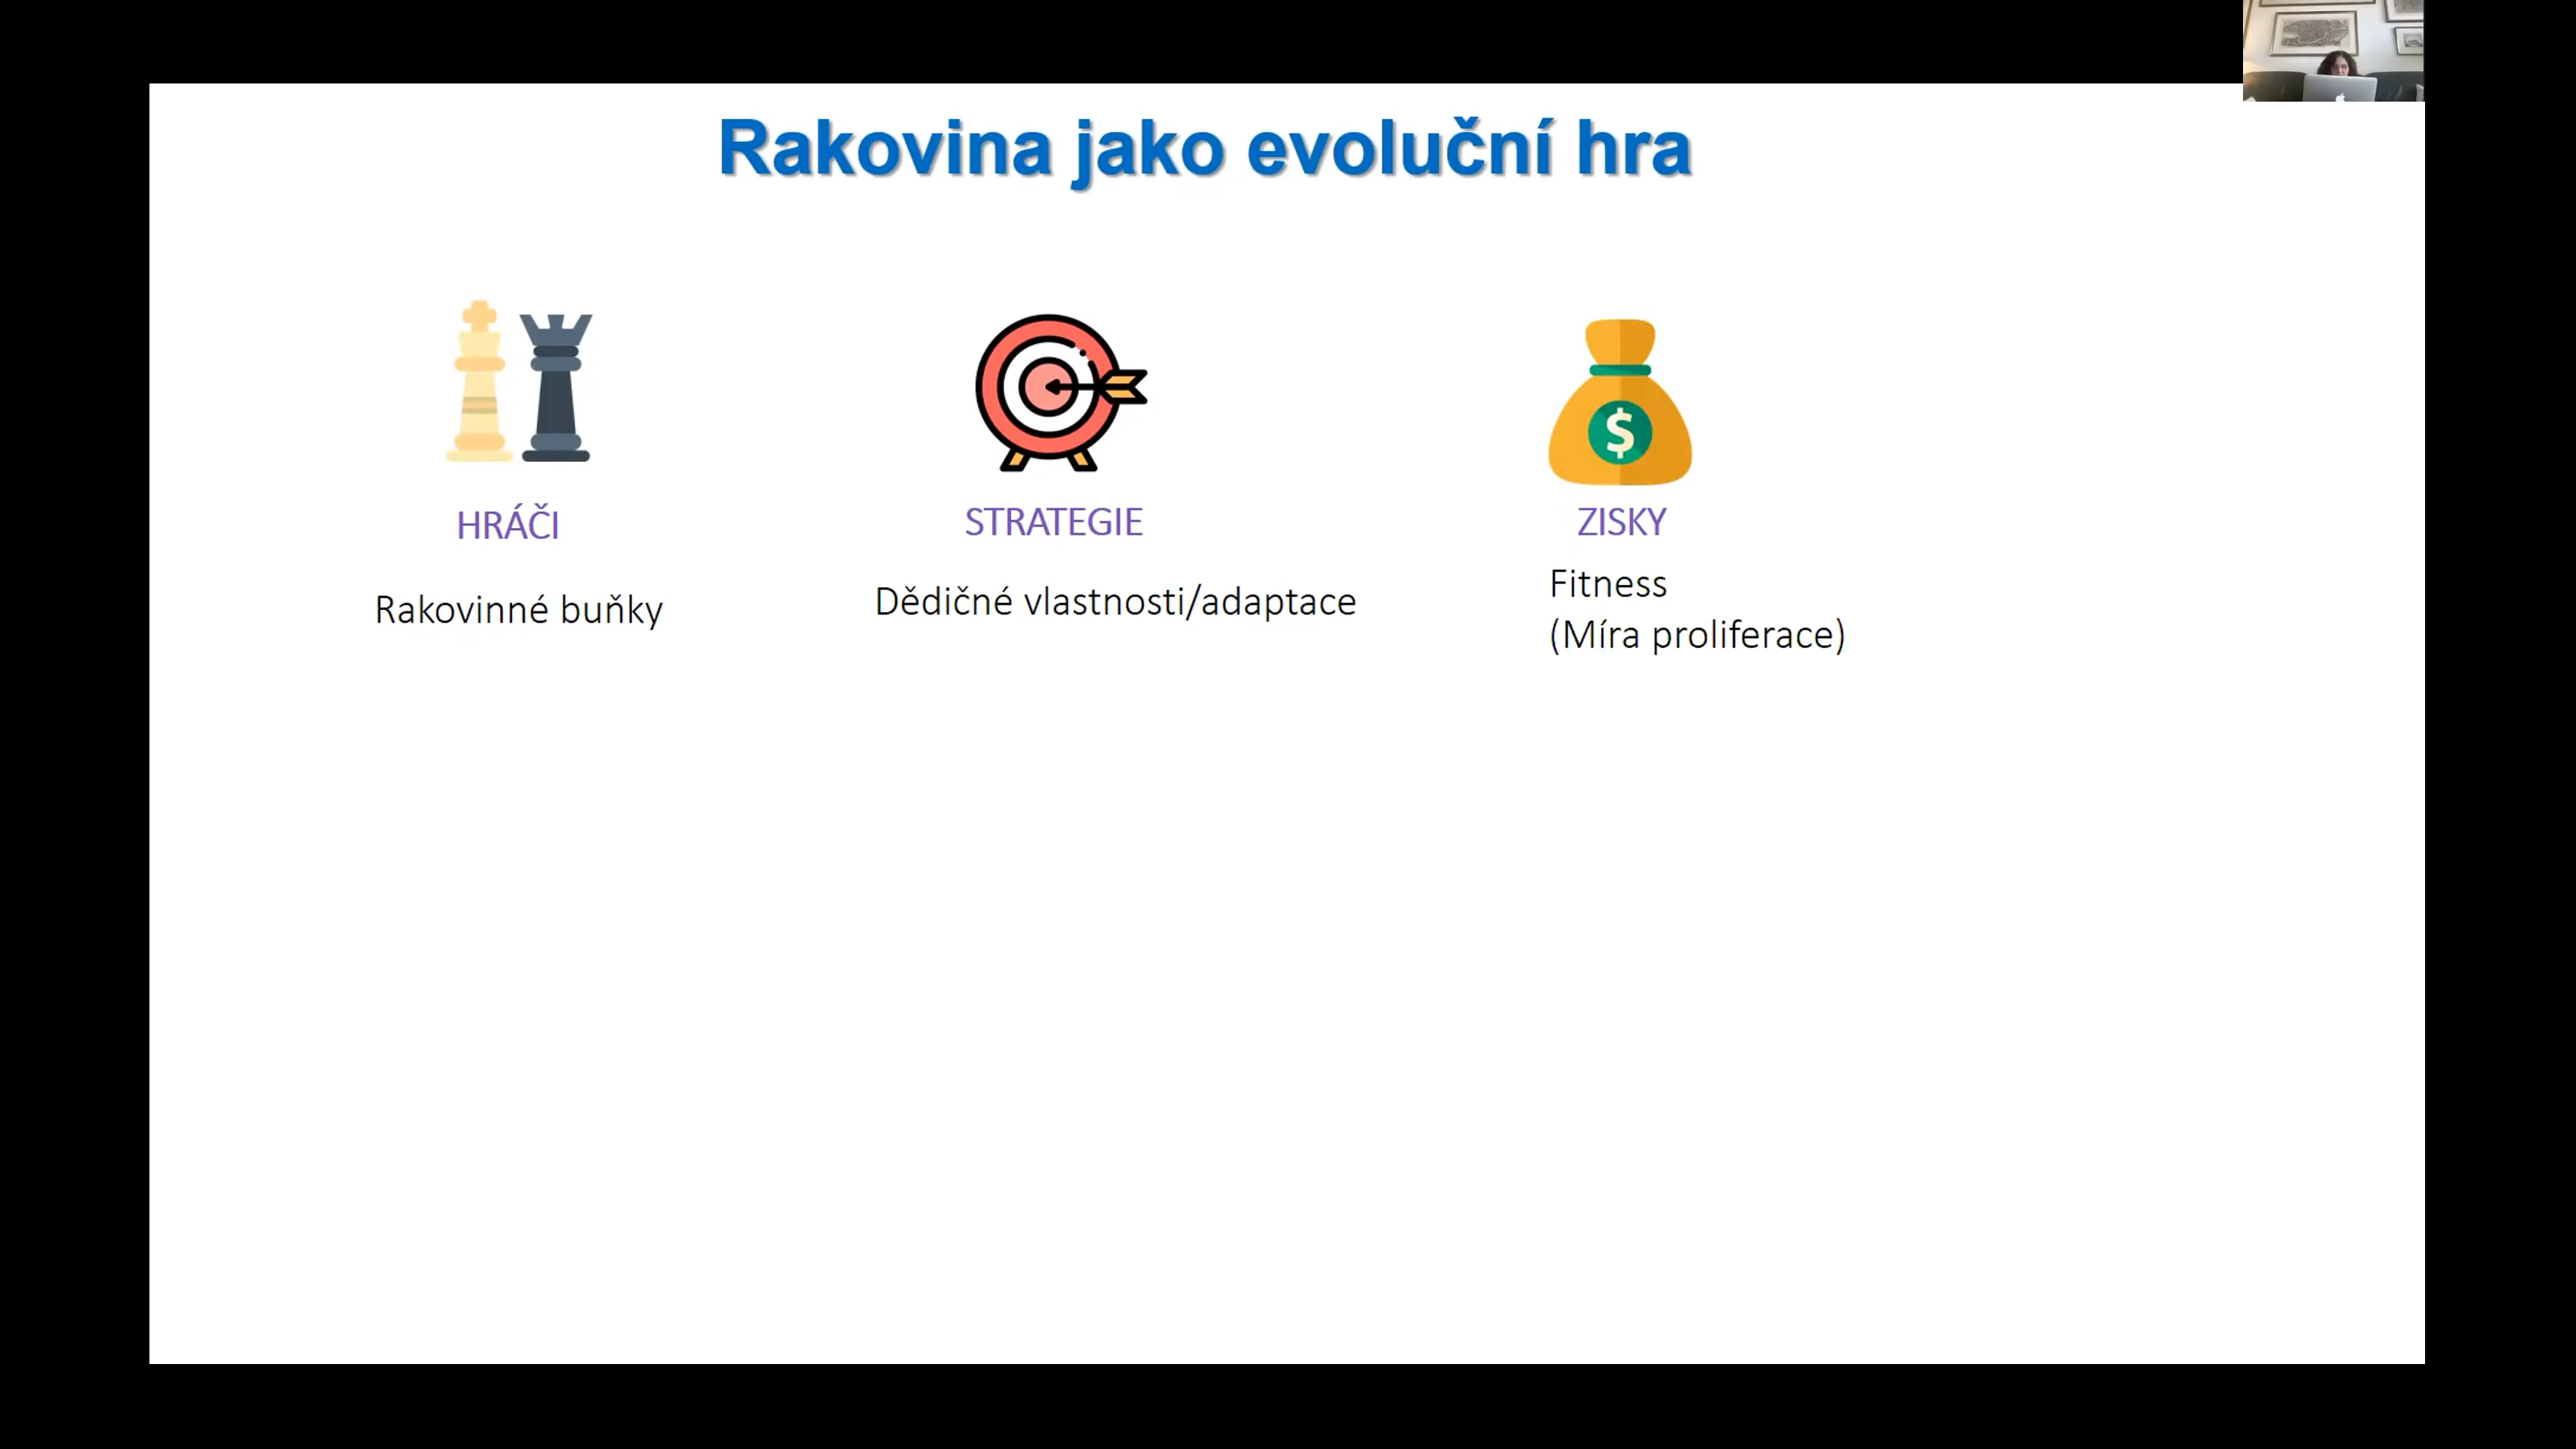 Rakovina jako evoluční hra
$
HRÁČI
STRATEGIE
ZISKY
Rakovinné buňky
Dědičné vlastnosti/adaptace
Fitness
(Míra proliferace)